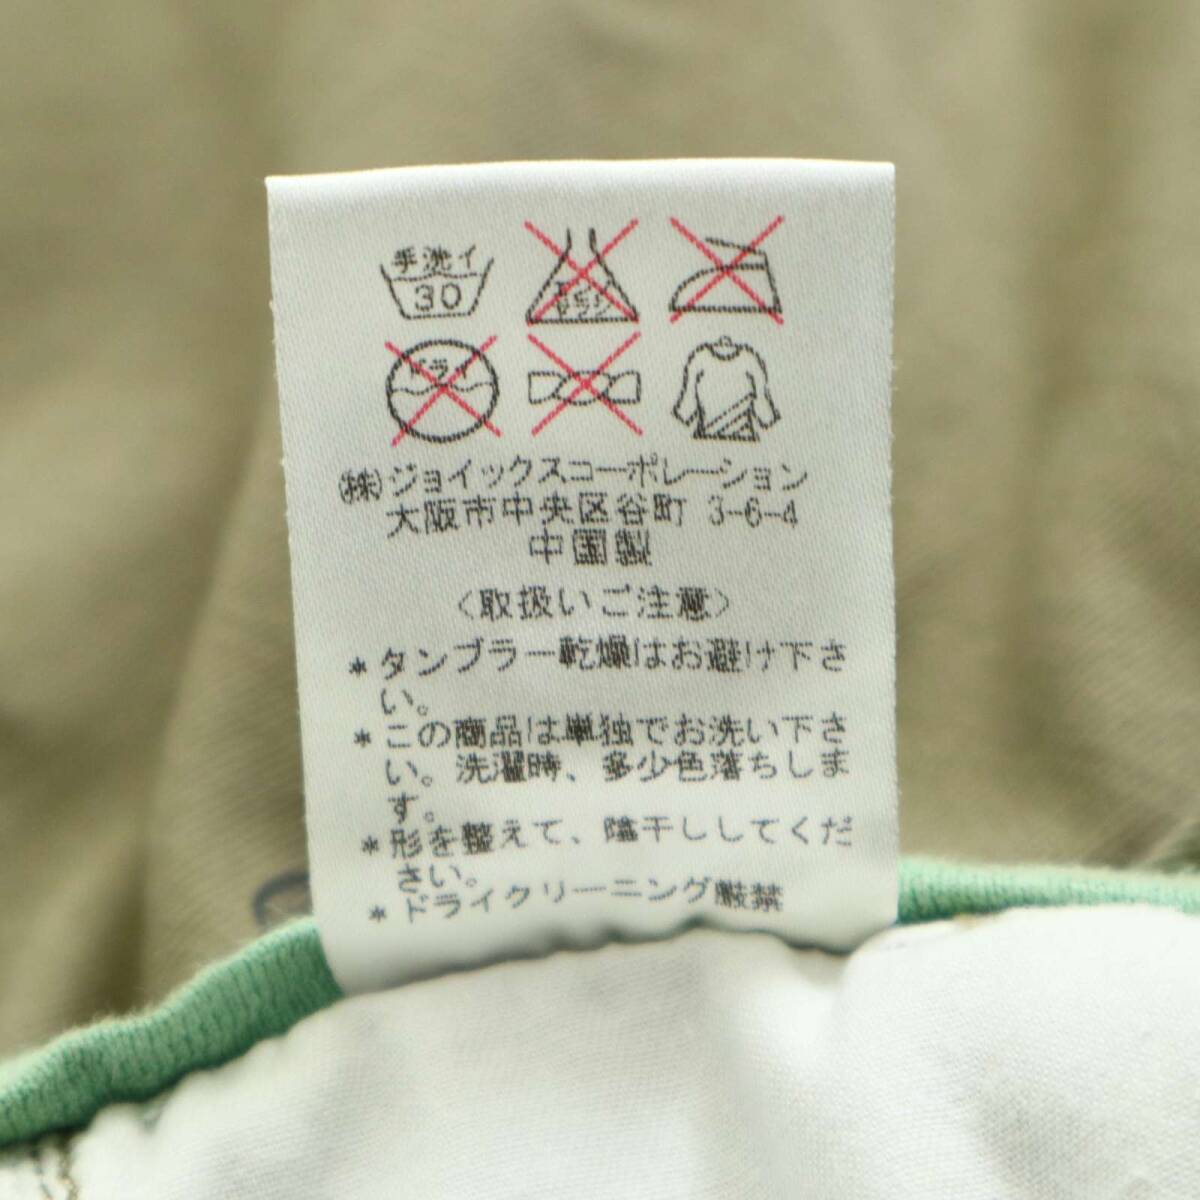 手洗イ
30
エンソ
サラシ
ドライ
(株)ジョイックスコーポレーション
大阪市中央区谷町 3-6-4
中国製
〈取扱いご注意〉
*タンブラー乾燥はお避け下さ
い。
*この商品は単独でお洗い下さ
い。洗濯時、多少色落ちしま
す。
*形を整えて、陰干ししてくだ
さい。
*ドライクリーニング厳禁